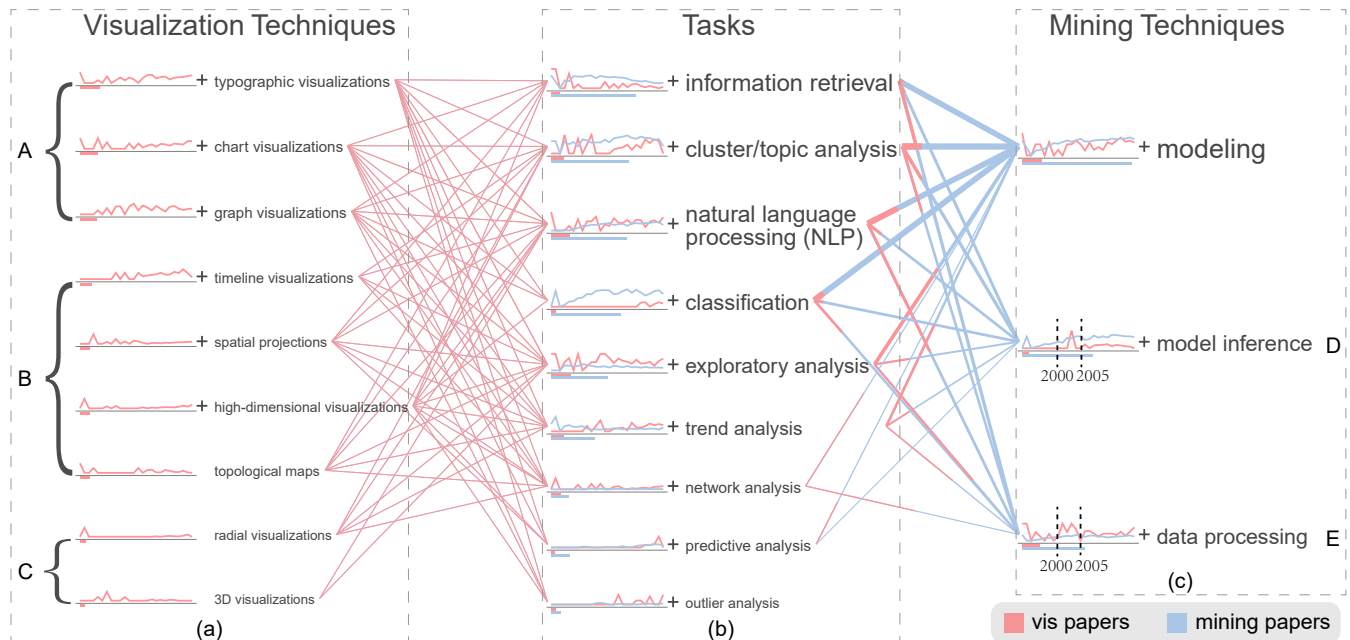 Visualization Techniques
Tasks
Mining Techniques
A
+ typographic visualizations
+ chart visualizations
+ graph visualizations
B
+ timeline visualizations
+ spatial projections
+ high-dimensional visualizations
topological maps
C
radial visualizations
3D visualizations
(a)
+ information retrieval
+ cluster/topic analysis
+ natural language
processing (NLP)
+ classification
+ exploratory analysis
+ trend analysis
+ network analysis
+ predictive analysis
+ outlier analysis
(b)
+ modeling
+ model inference D
2000 2005
+ data processing E
2000 2005
(c)
vis papers mining papers